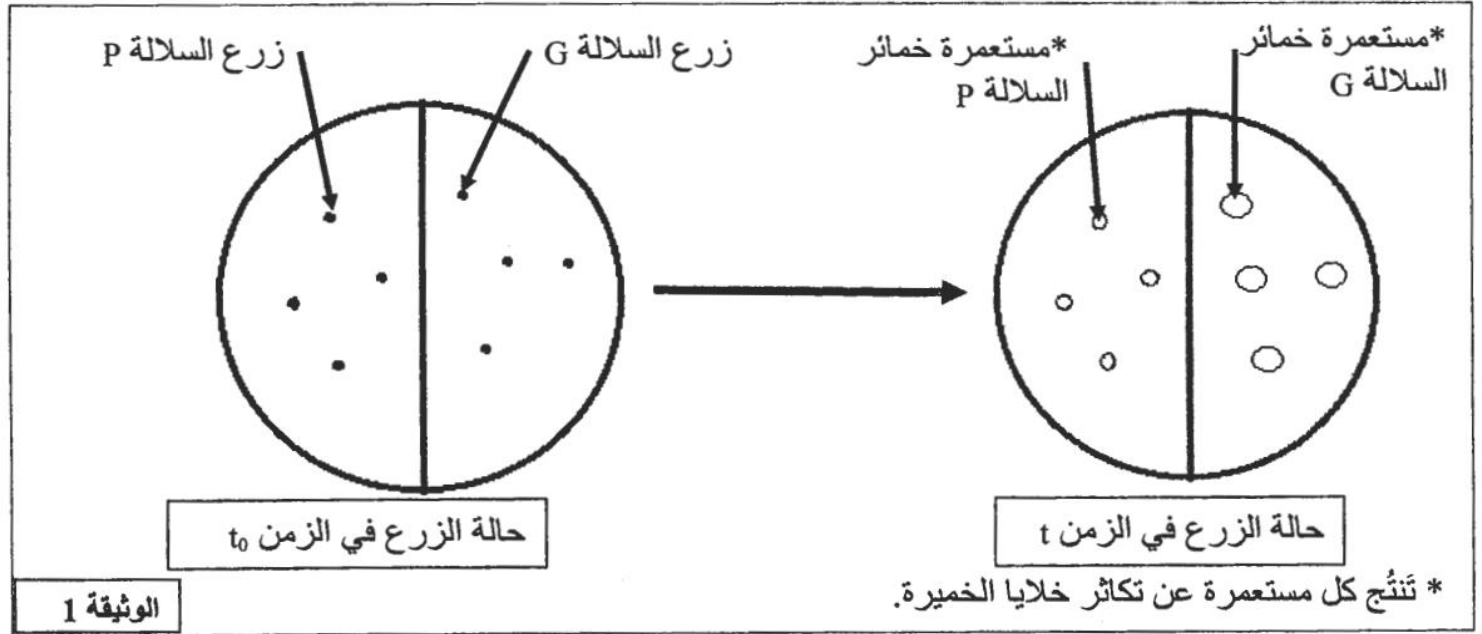 *مستعمرة خمائر
السلالة G
*مستعمرة خمائر
السلالة P
زرع السلالة G
زرع السلالة P
حالة الزرع في الزمن t
حالة الزرع في الزمن t₀
* تَنتُج كل مستعمرة عن تكاثر خلايا الخميرة.
الوثيقة 1